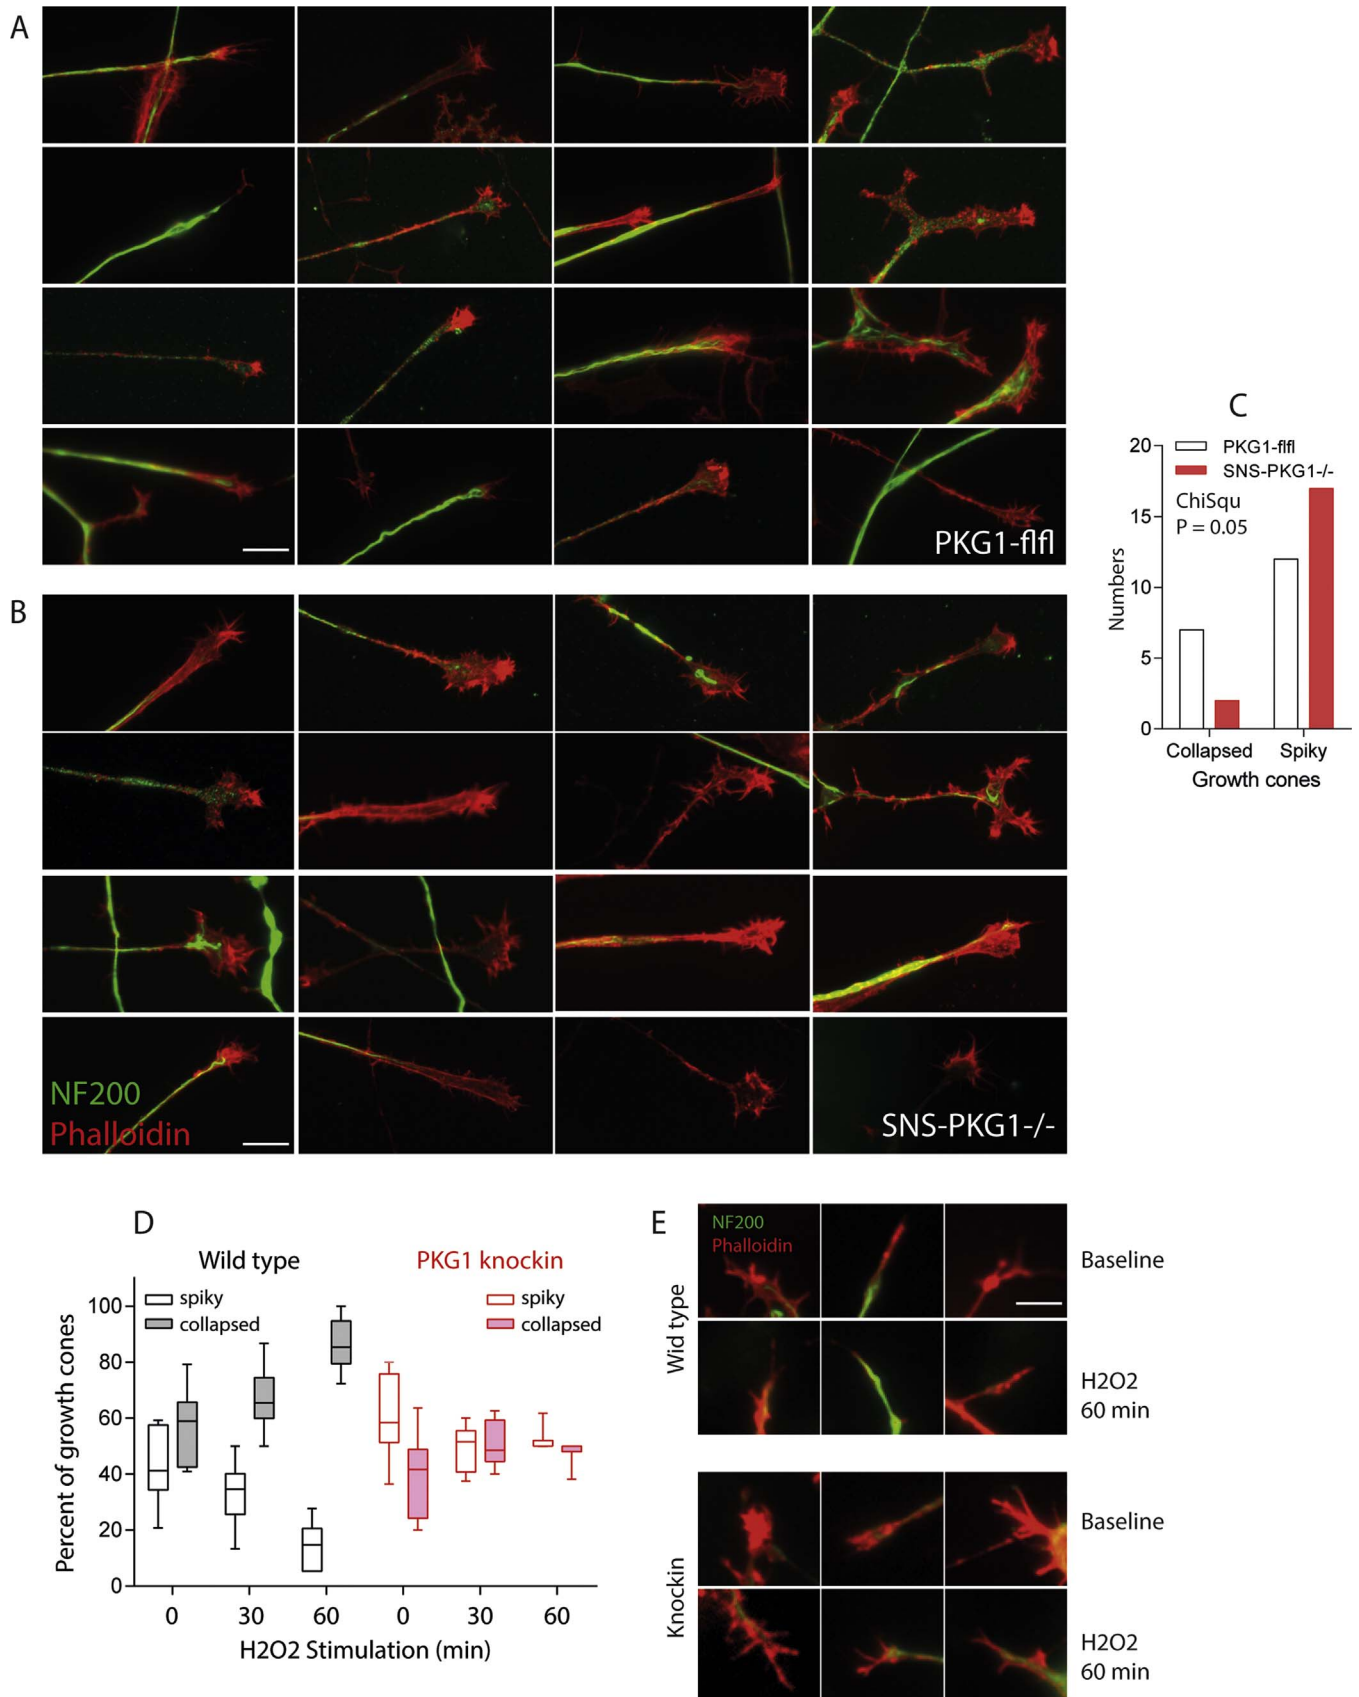 A
PKG1-flfl
B
NF200
Phalloidin
SNS-PKG1-/-
C
20
15
10
5
0
PKG1-flfl
SNS-PKG1-/-
ChiSqu
P = 0.05
Numbers
Collapsed Spiky
Growth cones
D
Wild type PKG1 knockin
spiky
collapsed
spiky
collapsed
100
80
60
40
20
0
Percent of growth cones
0 30 60 0 30 60
H2O2 Stimulation (min)
E
NF200
Phalloidin
Wid type
Baseline
H2O2
60 min
Knockin
Baseline
H2O2
60 min